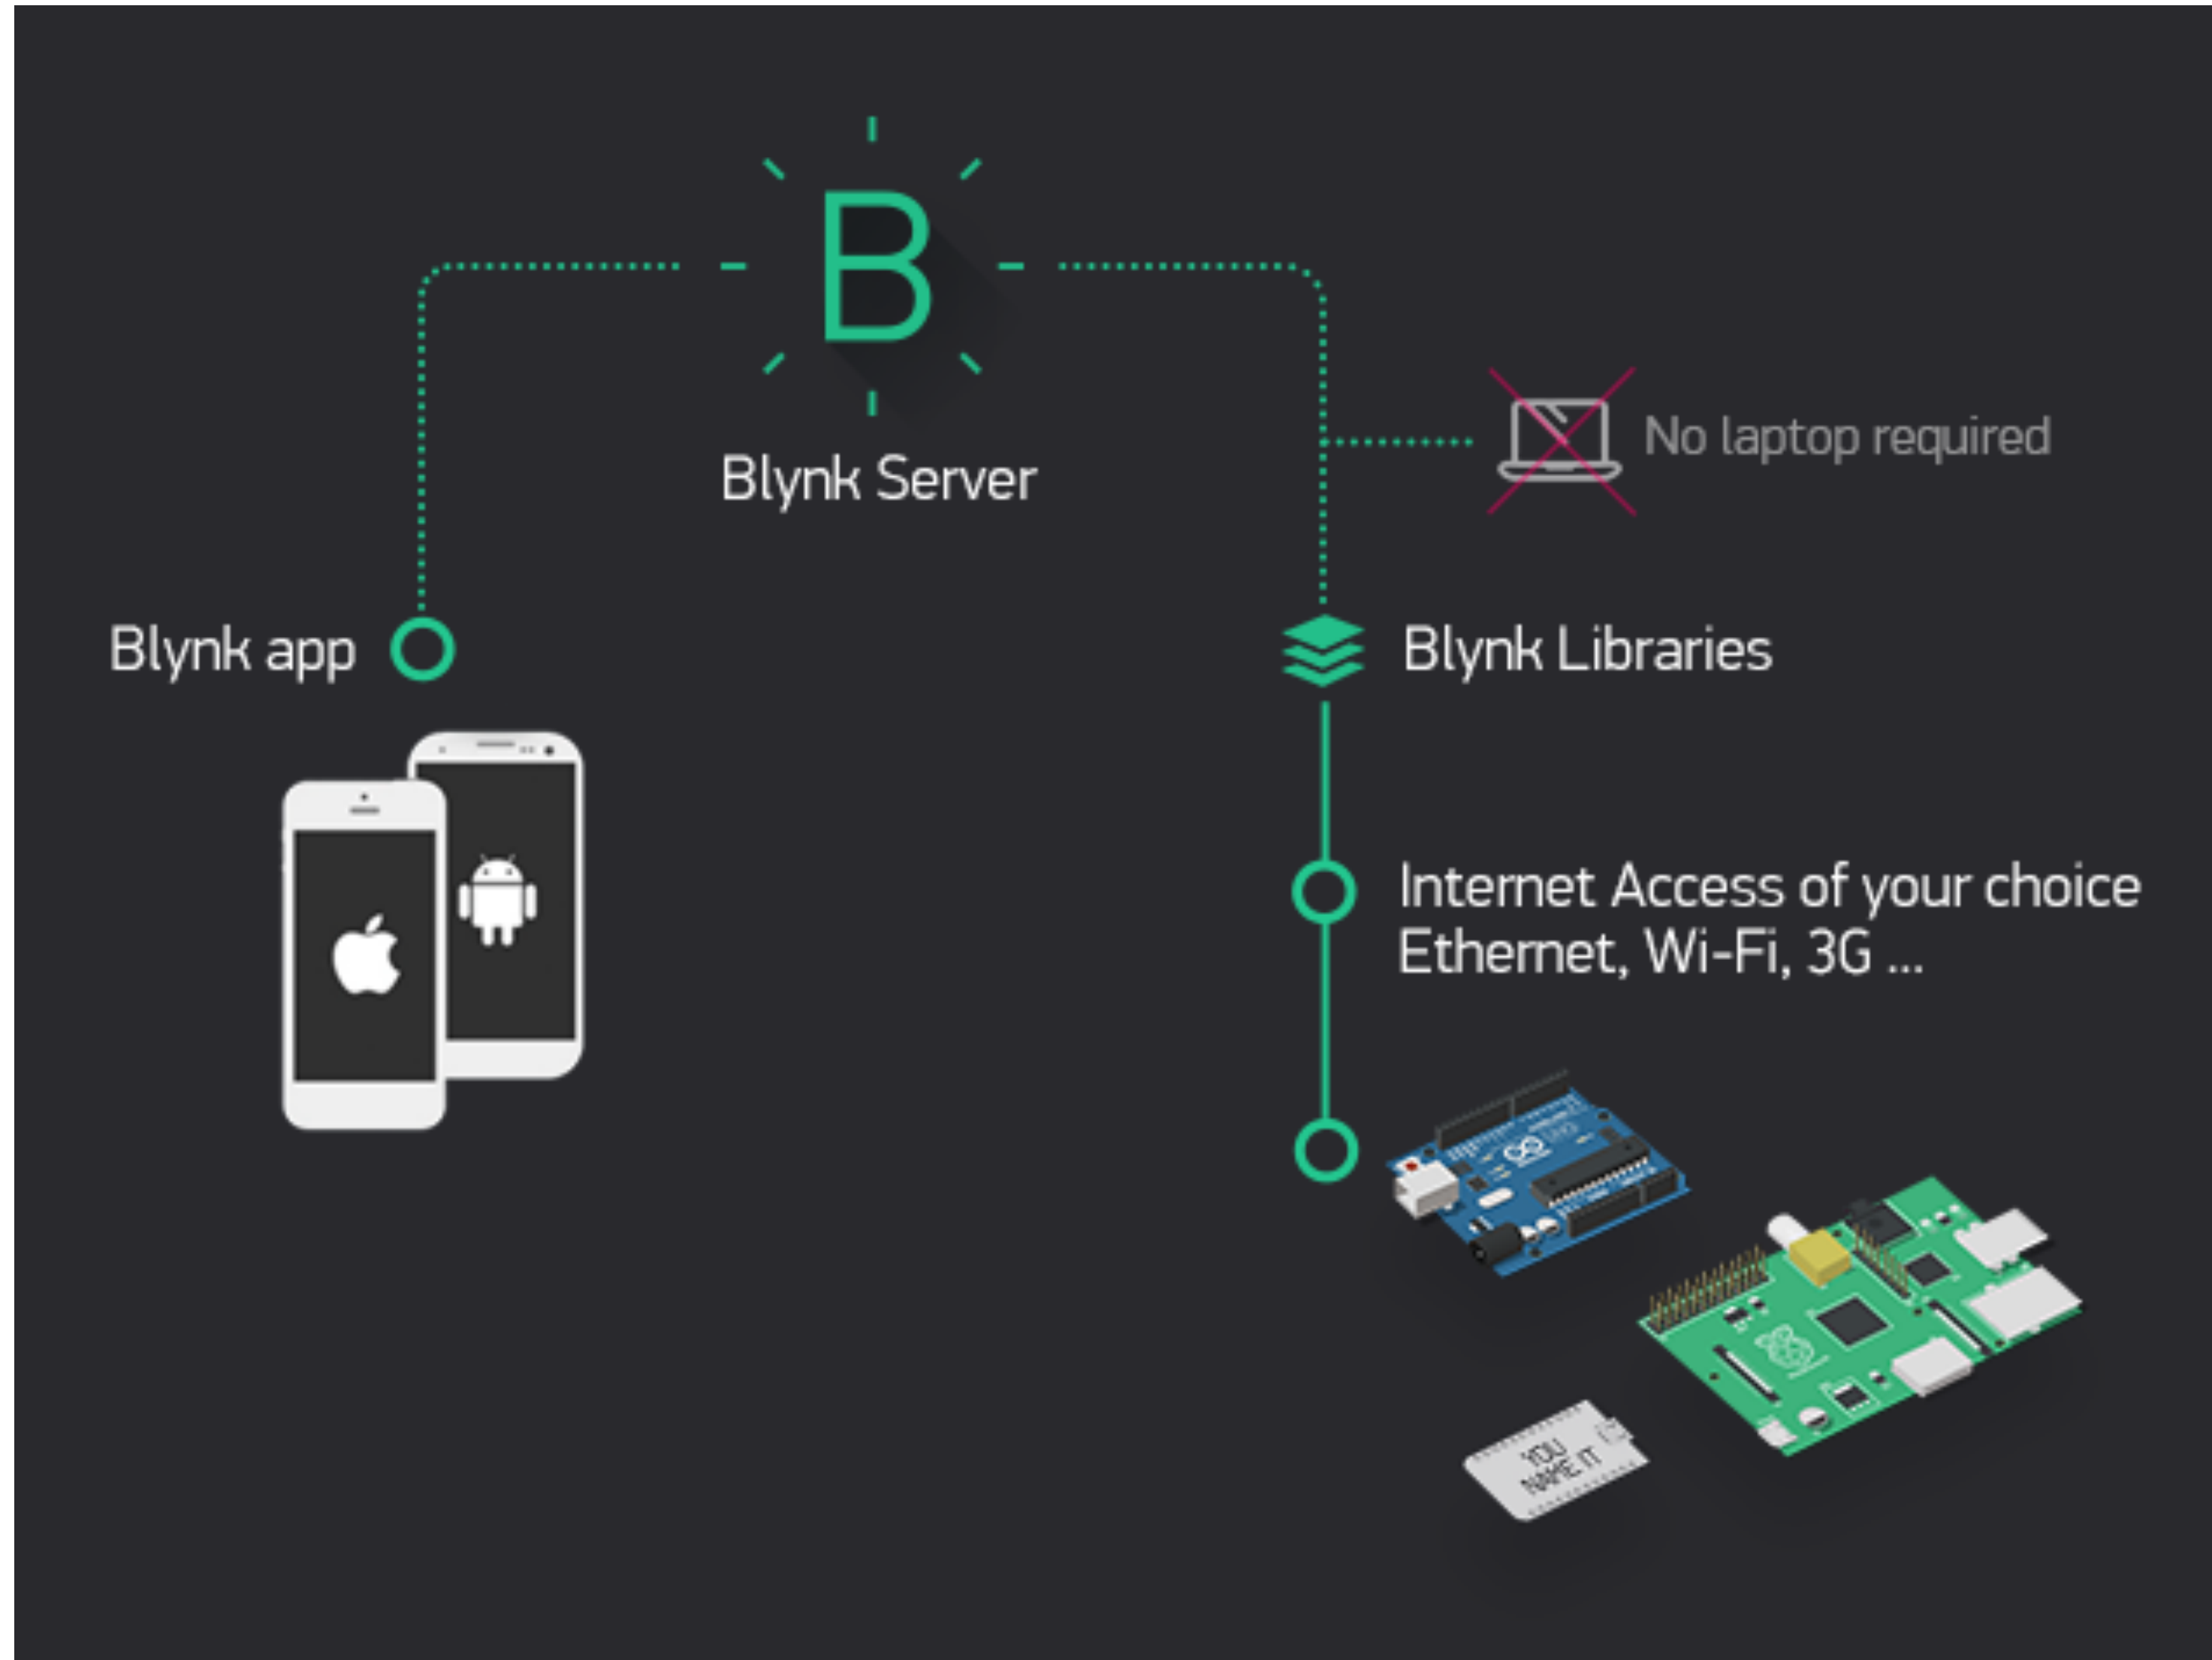 B
Blynk Server
No laptop required
Blynk app
Blynk Libraries
Internet Access of your choice
Ethernet, Wi-Fi, 3G ...
UNO
YOU
NAME IT